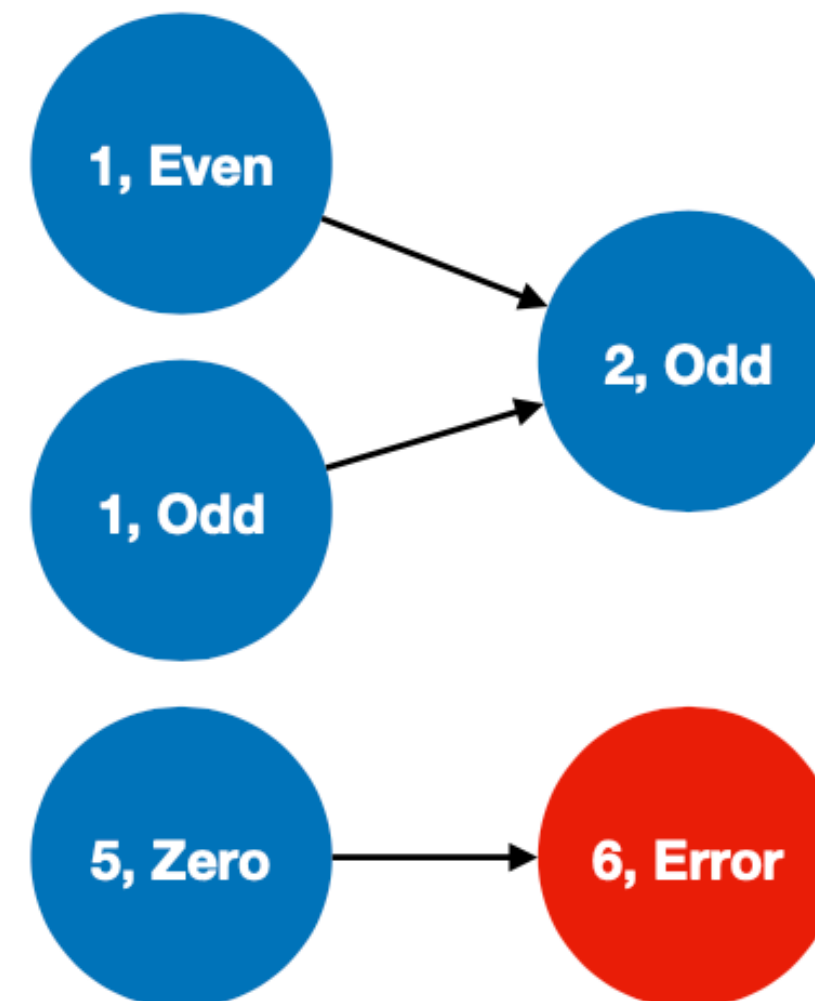 1, Even
2, Odd
1, Odd
5, Zero
6, Error